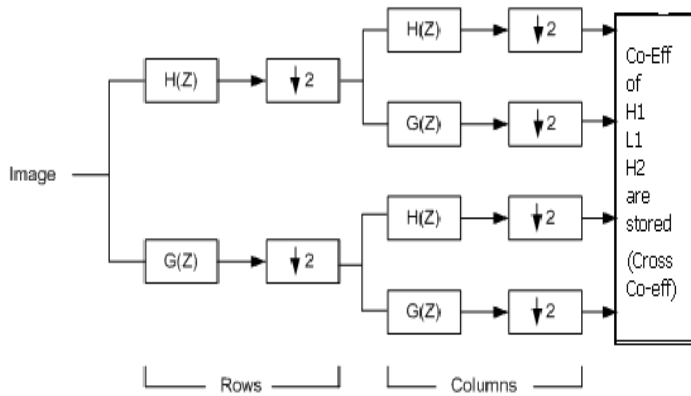 H(Z)
2
Co-Eff
of
H1
L1
H2
are
stored
(Cross
Co-eff)
H(Z)
2
G(Z)
2
Image
G(Z)
2
H(Z)
2
G(Z)
2
Rows
Columns